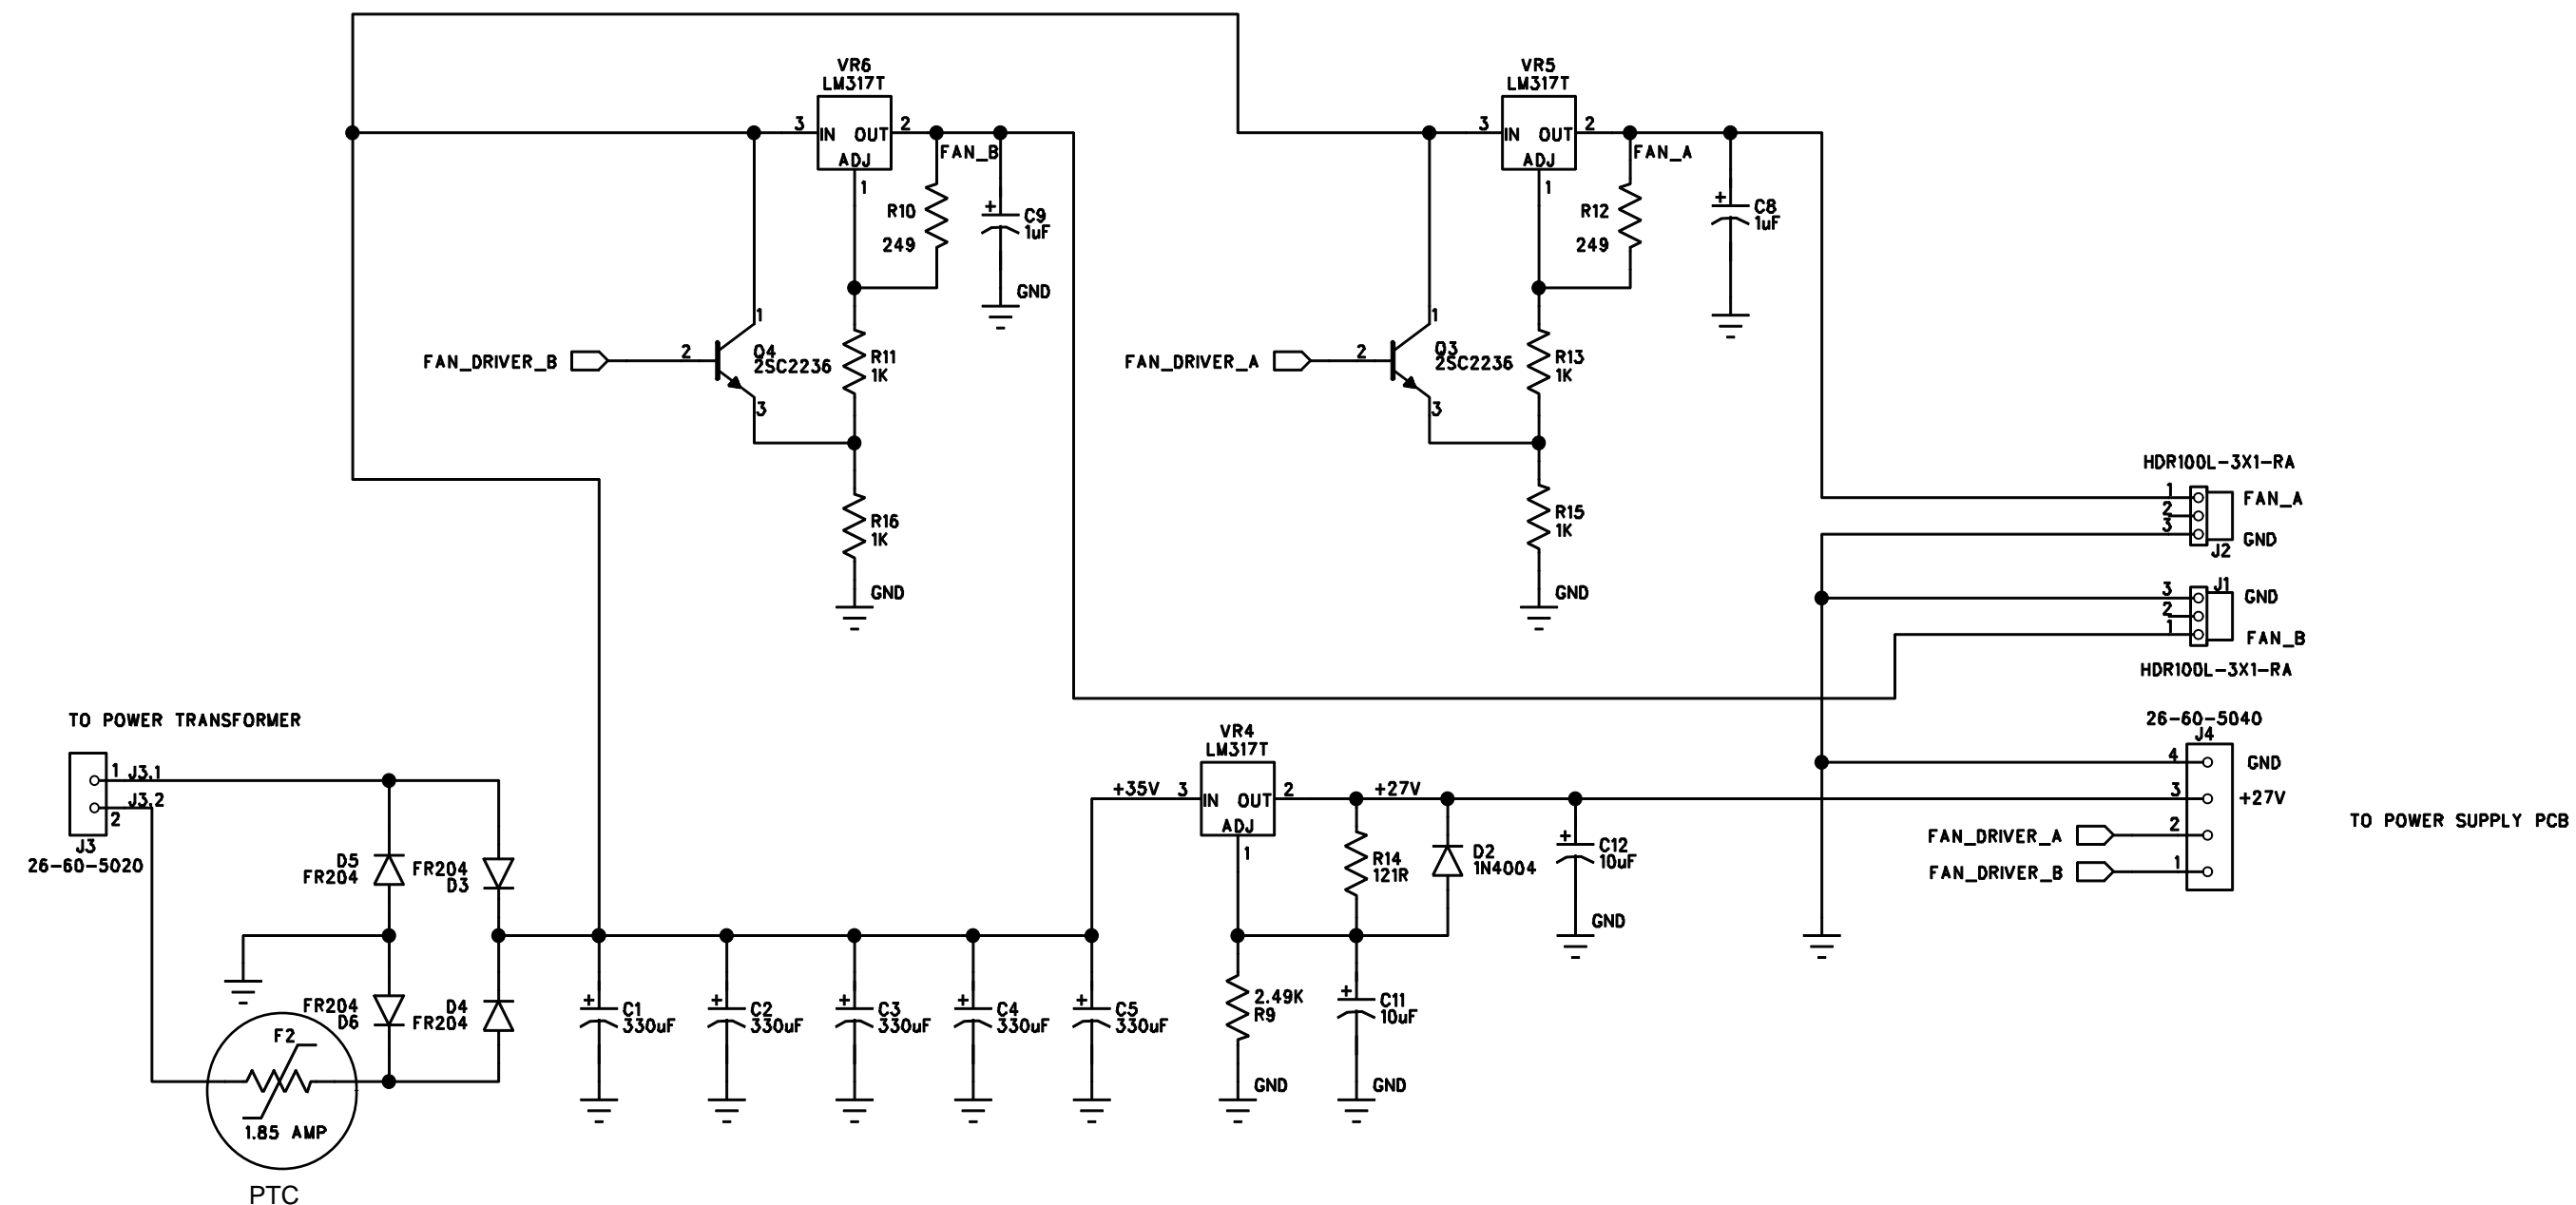 VR6
LM317T
3
IN OUT
2
ADJ
1
FAN_B
R10
249
+
C9
1uF
GND
FAN_DRIVER_B
2
1
Q4
2SC2236
3
R11
1K
R16
1K
GND
VR5
LM317T
3
IN OUT
2
ADJ
1
FAN_A
R12
249
+
C8
1uF
FAN_DRIVER_A
2
1
Q3
2SC2236
3
R13
1K
R15
1K
GND
HDR100L-3X1-RA
1
2
3
FAN_A
GND
J2
J1
3
2
1
GND
FAN_B
HDR100L-3X1-RA
26-60-5040
J4
4
GND
3
+27V
FAN_DRIVER_A
2
FAN_DRIVER_B
1
TO POWER SUPPLY PCB
TO POWER TRANSFORMER
1 J3.1
J3.2
2
J3
26-60-5020
D5
FR204
FR204
D3
FR204
D6
D4
FR204
F2
1.85 AMP
PTC
+
C1
330uF
+
C2
330uF
+
C3
330uF
+
C4
330uF
+
C5
330uF
VR4
LM317T
+35V
3
IN OUT
2
ADJ
1
+27V
R14
121R
D2
1N4004
+
C12
10uF
GND
2.49K
R9
GND
+
C11
10uF
GND